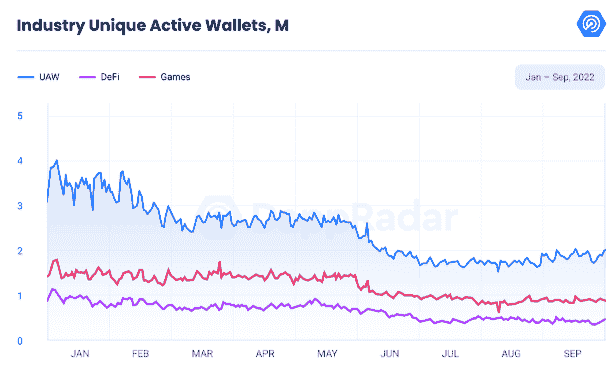 Industry Unique Active Wallets, M
UAW DeFi Games
Jan – Sep, 2022
5
4
3
2
1
0
Radar
JAN FEB MAR APR MAY JUN JUL AUG SEP